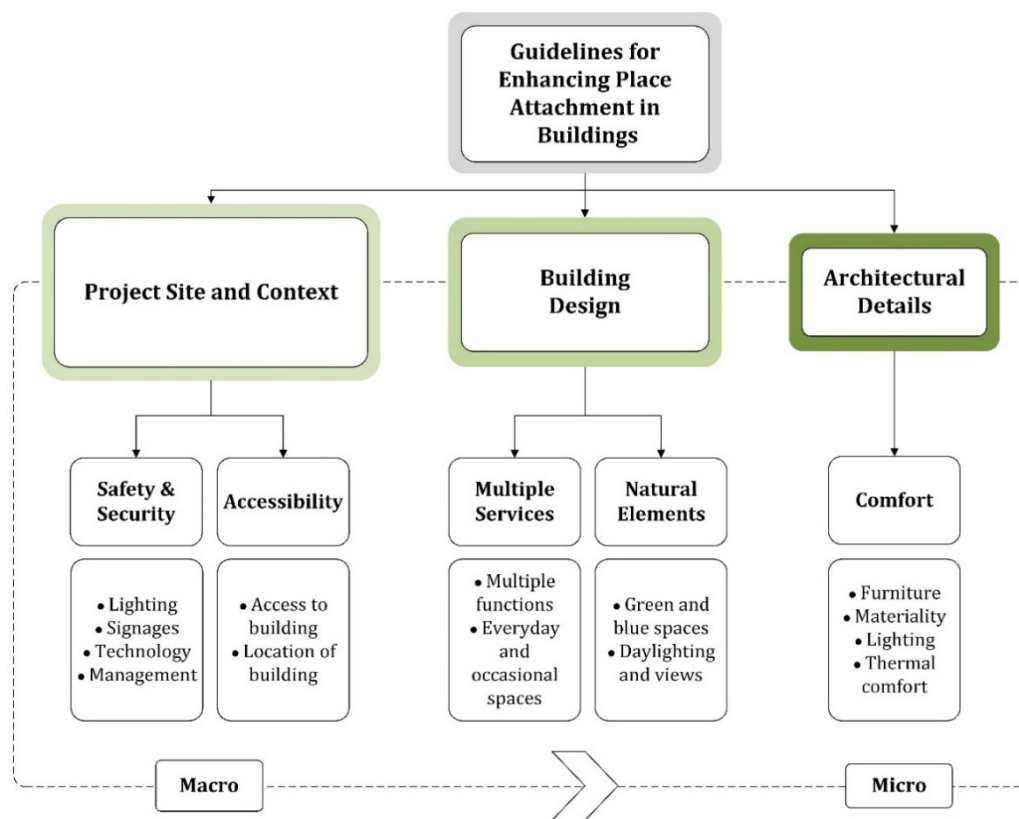 Guidelines for
Enhancing Place
Attachment in
Buildings
Project Site and Context
Building
Design
Architectural
Details
Safety &
Security
Accessibility
Multiple
Services
Natural
Elements
Comfort
• Lighting
• Signages
• Technology
• Management
• Access to
building
• Location of
building
• Multiple
functions
• Everyday
and
occasional
spaces
• Green and
blue spaces
• Daylighting
and views
• Furniture
• Materiality
• Lighting
• Thermal
comfort
Macro
Micro